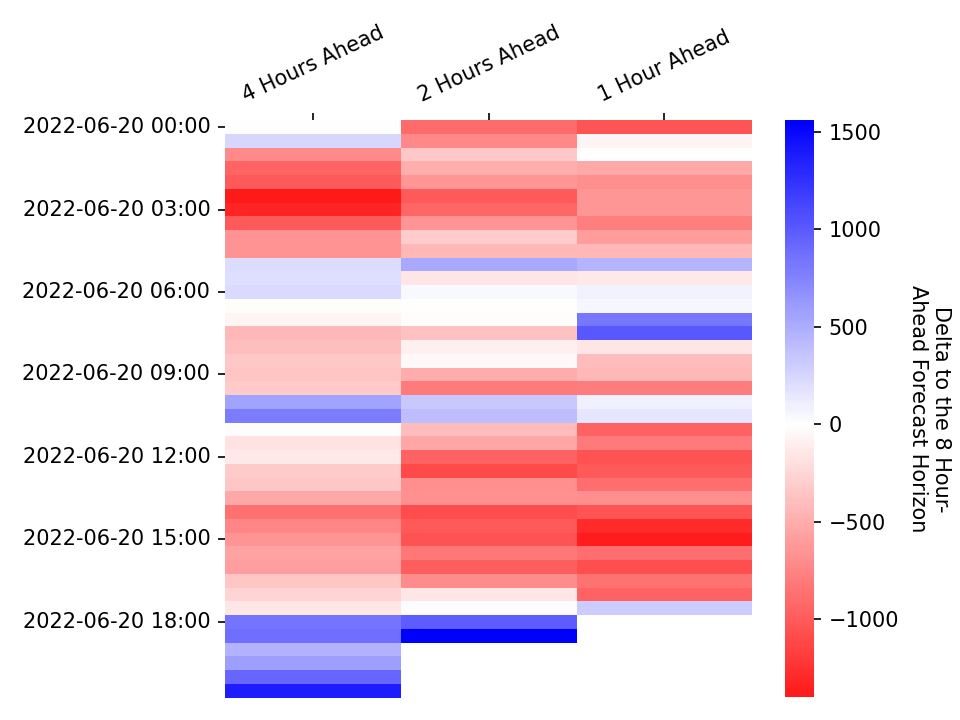 4 Hours Ahead
2 Hours Ahead
1 Hour Ahead
2022-06-20 00:00
2022-06-20 03:00
2022-06-20 06:00
2022-06-20 09:00
2022-06-20 12:00
2022-06-20 15:00
2022-06-20 18:00
1500
1000
500
0
−500
−1000
Delta to the 8 Hour-
Ahead Forecast Horizon